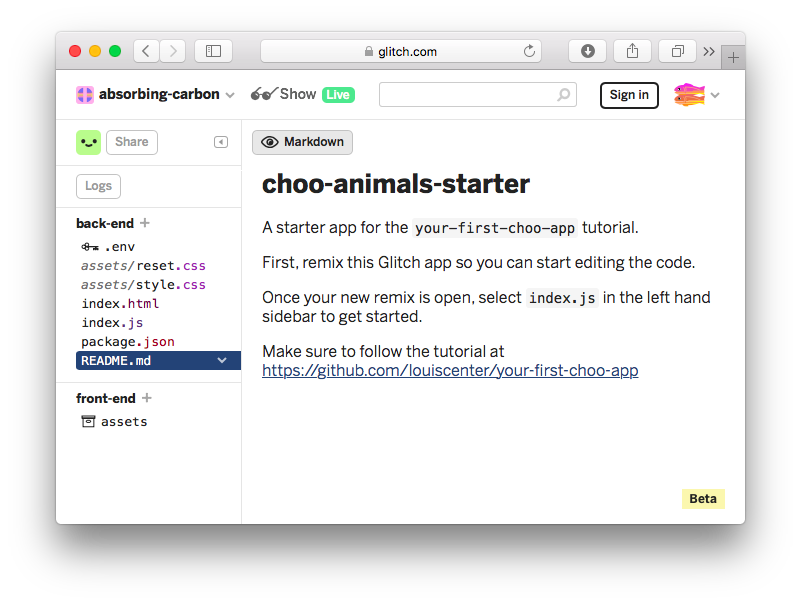 glitch.com
absorbing-carbon
Show Live
Sign in
Share
Markdown
Logs
choo-animals-starter
A starter app for the your-first-choo-app tutorial.
First, remix this Glitch app so you can start editing the code.
Once your new remix is open, select index.js in the left hand
sidebar to get started.
Make sure to follow the tutorial at
https://github.com/louiscenter/your-first-choo-app
back-end +
.env
assets/reset.css
assets/style.css
index.html
index.js
package.json
README.md
front-end +
assets
Beta